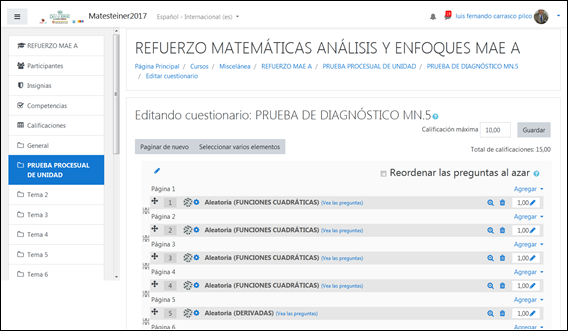 Matesteiner2017
Español - Internacional (es)
luis fernando carrasco pilco
REFUERZO MAE A
Participantes
Insignias
Competencias
Calificaciones
General
PRUEBA PROCESUAL
DE UNIDAD
Tema 2
Tema 3
Tema 4
Tema 5
Tema 6
REFUERZO MATEMÁTICAS ANÁLISIS Y ENFOQUES MAE A
Página Principal / Cursos / Miscelánea / REFUERZO MAE A / PRUEBA PROCESUAL DE UNIDAD / PRUEBA DE DIAGNÓSTICO MN.5
/ Editar cuestionario
Editando cuestionario: PRUEBA DE DIAGNÓSTICO MN.5
Calificación máxima 10,00 Guardar
Paginar de nuevo Seleccionar varios elementos
Total de calificaciones: 15,00
Reordenar las preguntas al azar
Página 1 Agregar
1 Aleatoria (FUNCIONES CUADRÁTICAS) (Vea las preguntas) 1,00
Página 2 Agregar
2 Aleatoria (FUNCIONES CUADRÁTICAS) (Vea las preguntas) 1,00
Página 3 Agregar
3 Aleatoria (FUNCIONES CUADRÁTICAS) (Vea las preguntas) 1,00
Página 4 Agregar
4 Aleatoria (FUNCIONES CUADRÁTICAS) (Vea las preguntas) 1,00
Página 5 Agregar
5 Aleatoria (DERIVADAS) (Vea las preguntas) 1,00
Página 6 Agregar